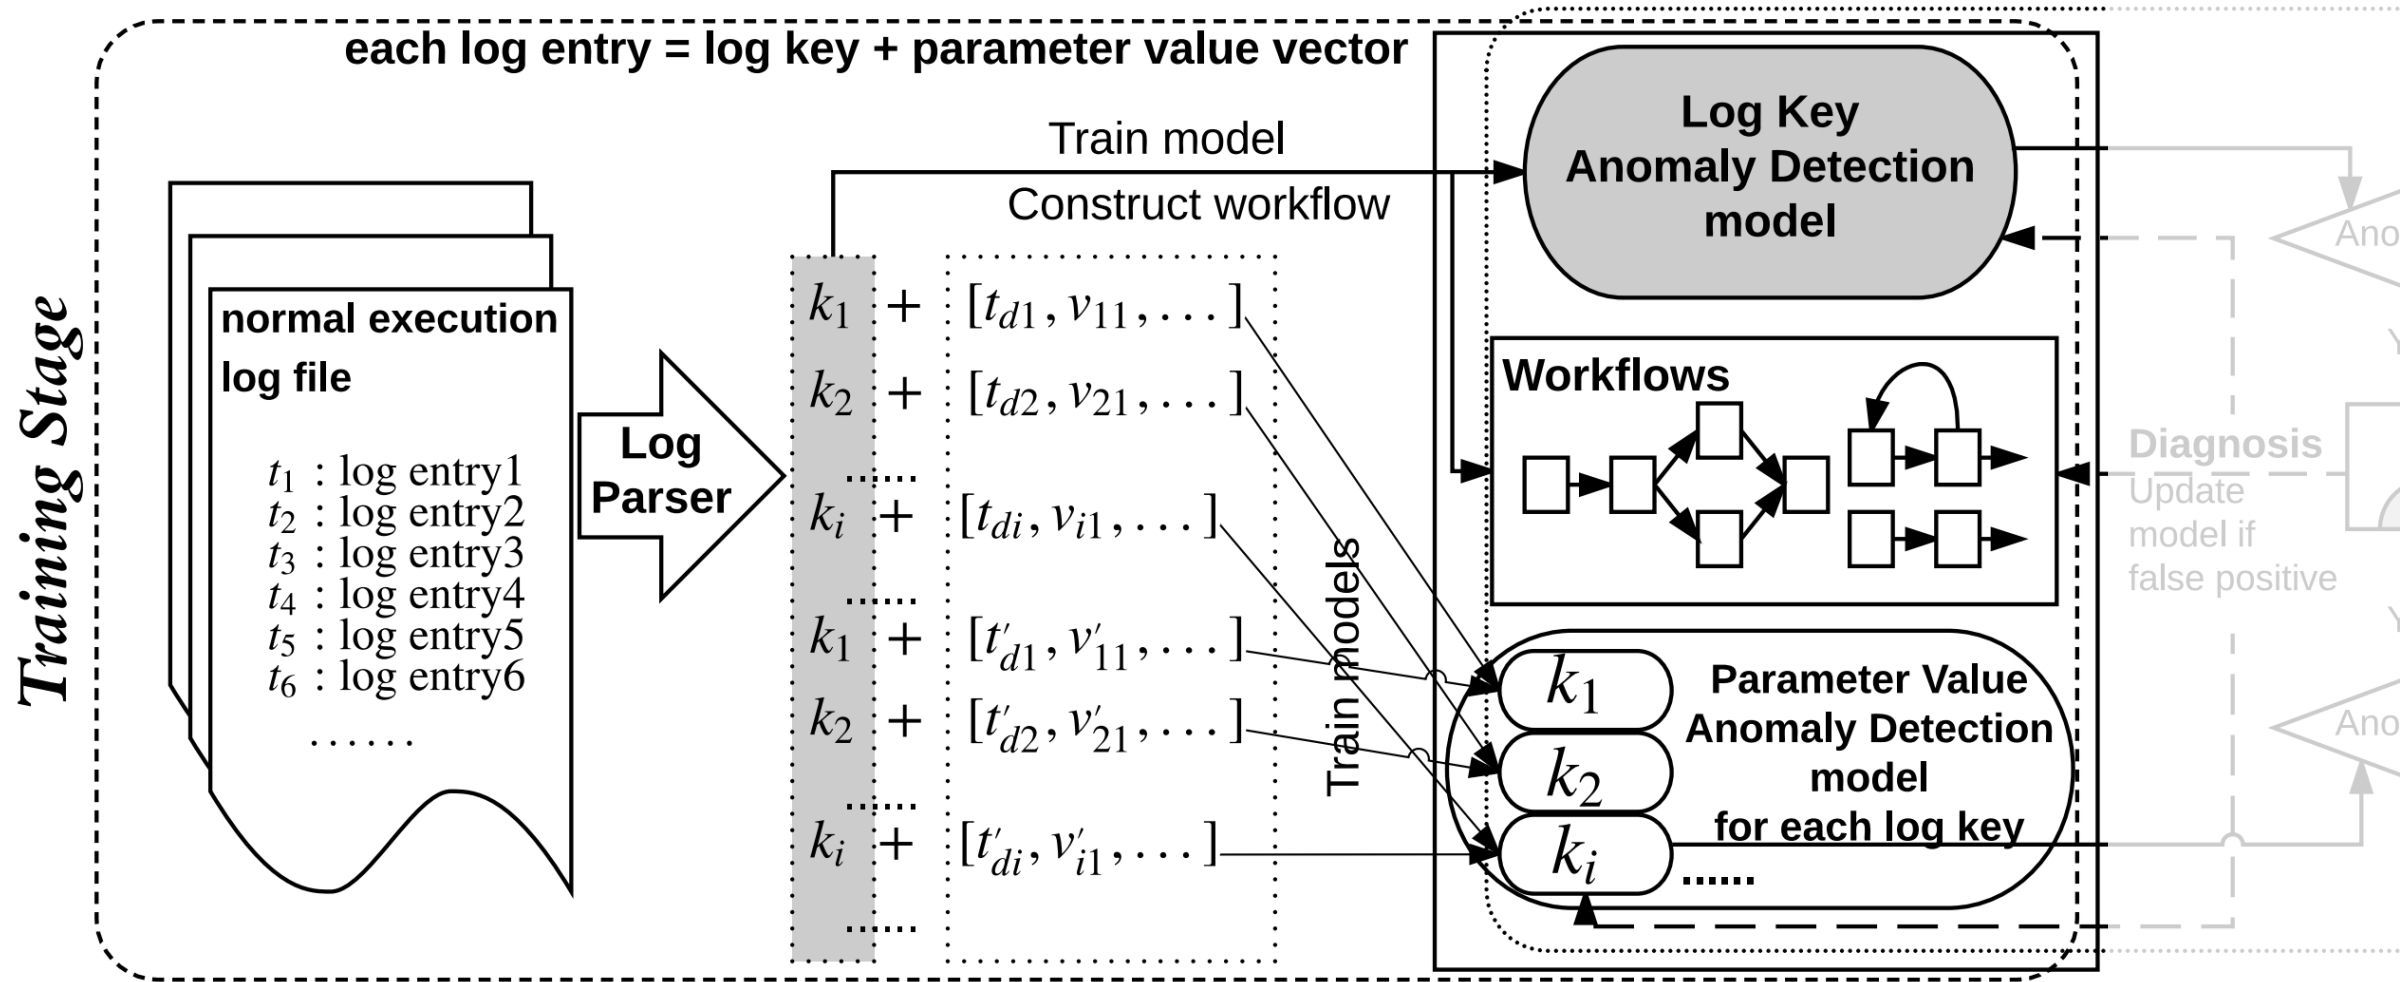 each log entry = log key + parameter value vector
Training Stage
normal execution
log file
t1 : log entry1
t2 : log entry2
t3 : log entry3
t4 : log entry4
t5 : log entry5
t6 : log entry6
......
Log
Parser
Train model
Construct workflow
k1 + [td1, v11, ...]
k2 + [td2, v21, ...]
......
ki + [tdi, vi1, ...]
......
k1 + [t′d1, v′11, ...]
k2 + [t′d2, v′21, ...]
......
ki + [t′di, v′i1, ...]
......
Train models
Log Key
Anomaly Detection
model
Workflows
k1
k2
ki
Parameter Value
Anomaly Detection
model
for each log key
......
Diagnosis
Update
model if
false positive